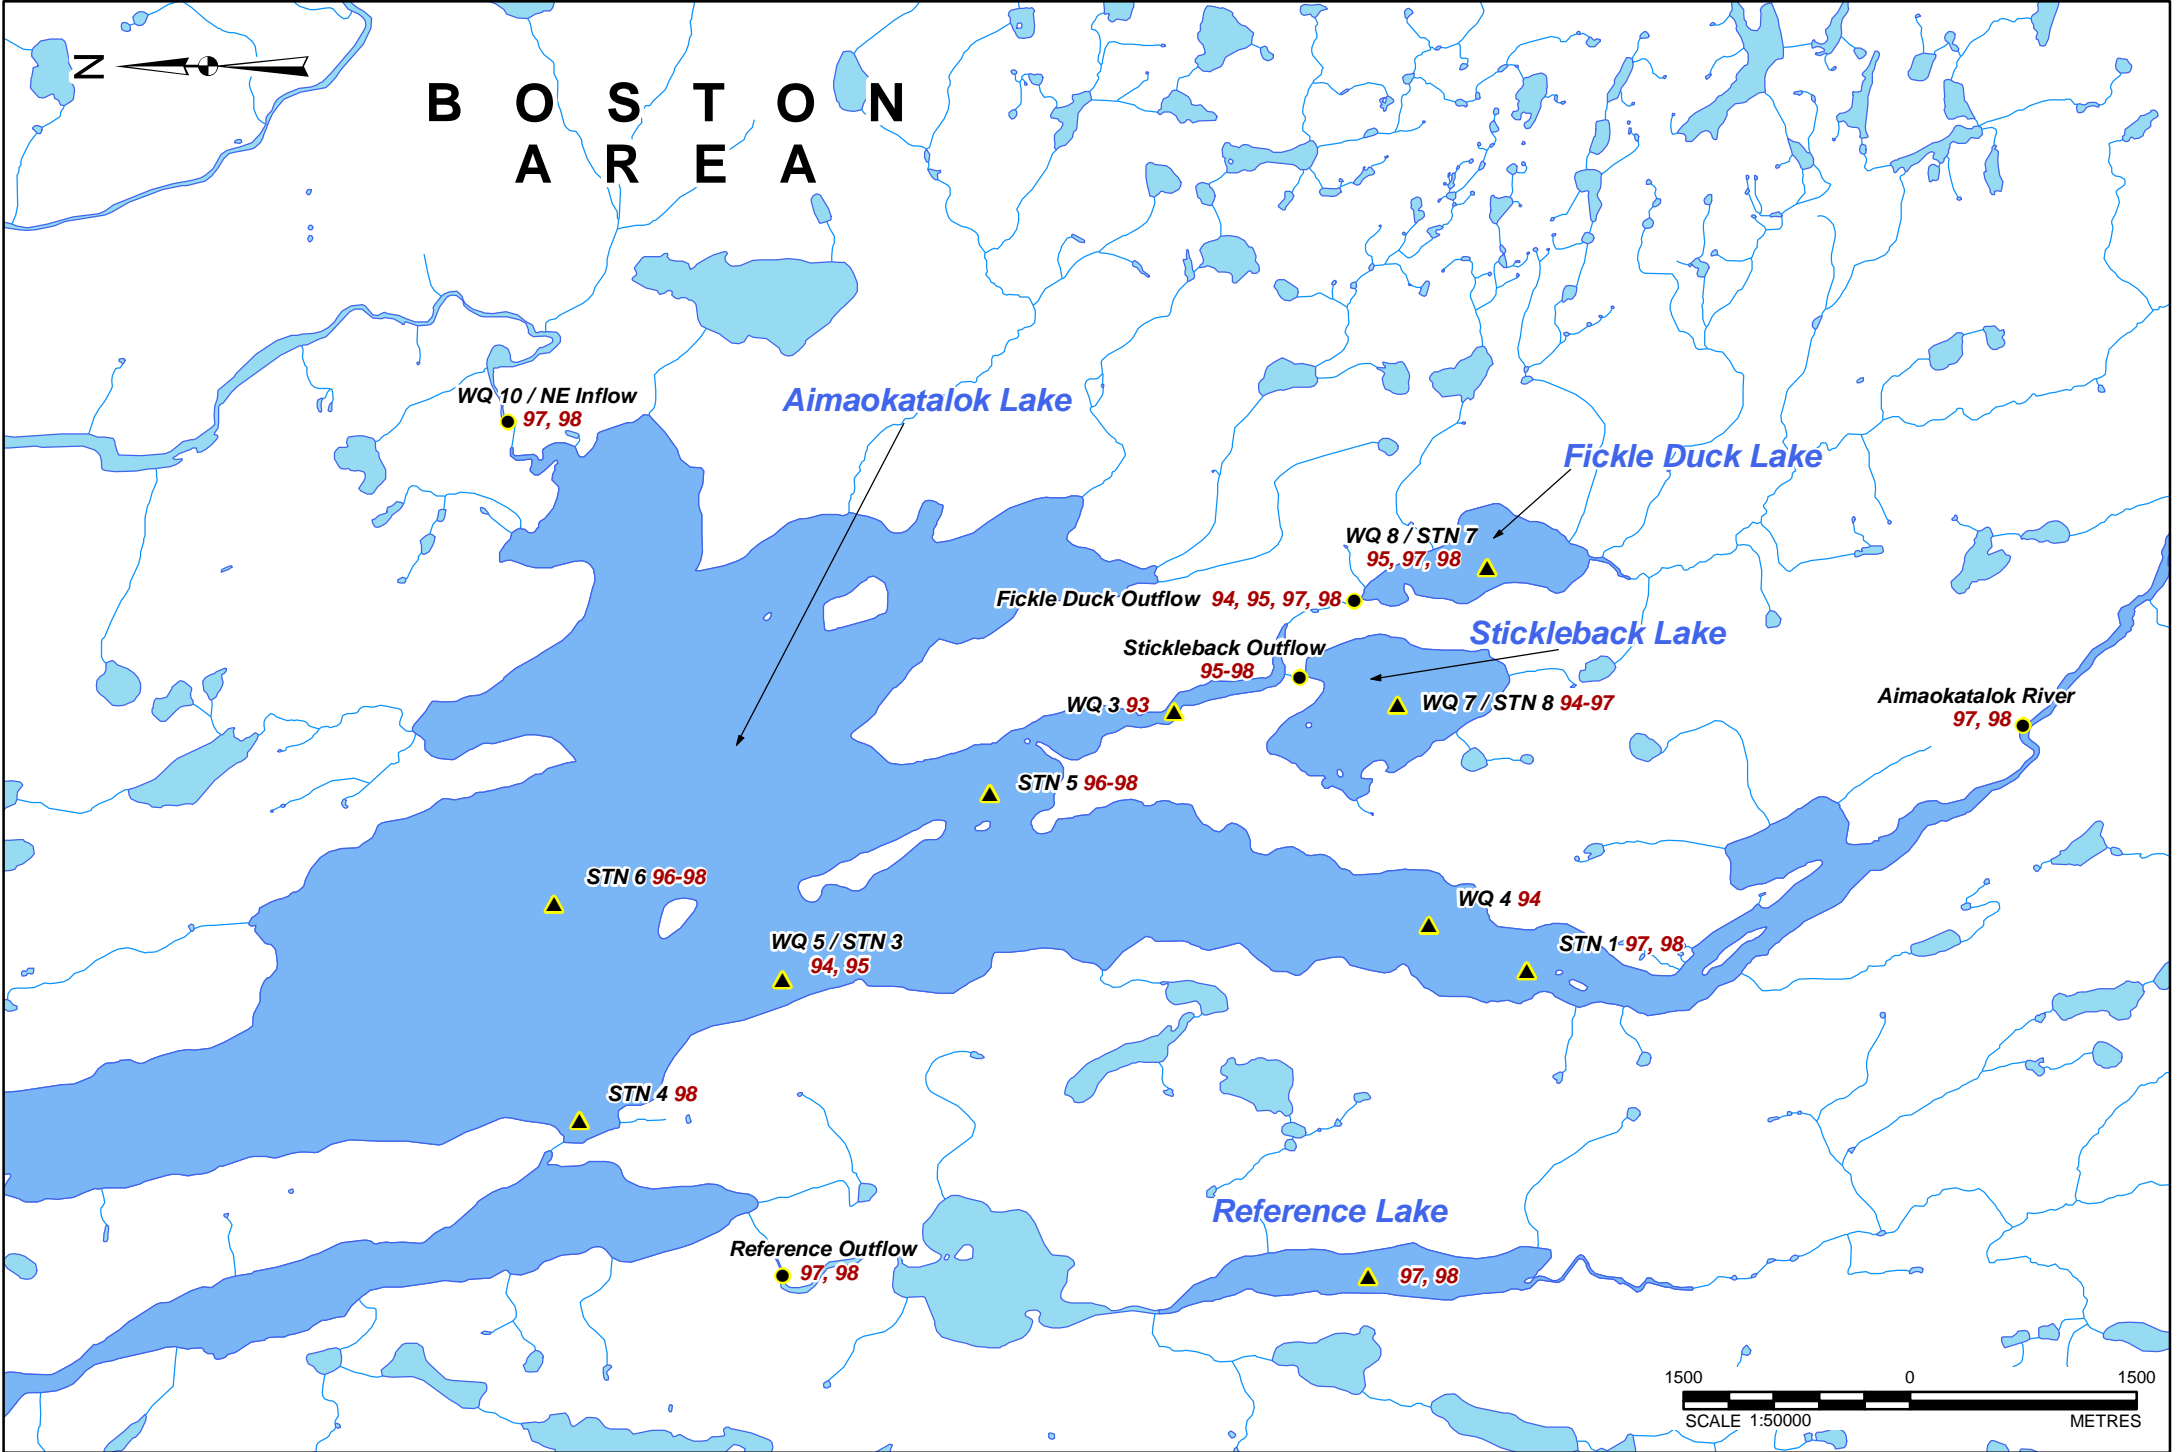 N
BOSTON
AREA
WQ 10 / NE Inflow
97, 98
Aimaokatalok Lake
Fickle Duck Lake
WQ 8 / STN 7
95, 97, 98
Fickle Duck Outflow 94, 95, 97, 98
Stickleback Lake
Stickleback Outflow
95-98
WQ 3 93
WQ 7 / STN 8 94-97
Aimaokatalok River
97, 98
STN 5 96-98
STN 6 96-98
WQ 4 94
WQ 5 / STN 3
94, 95
STN 1 97, 98
STN 4 98
Reference Lake
Reference Outflow
97, 98
97, 98
1500 0 1500
SCALE 1:50000 METRES